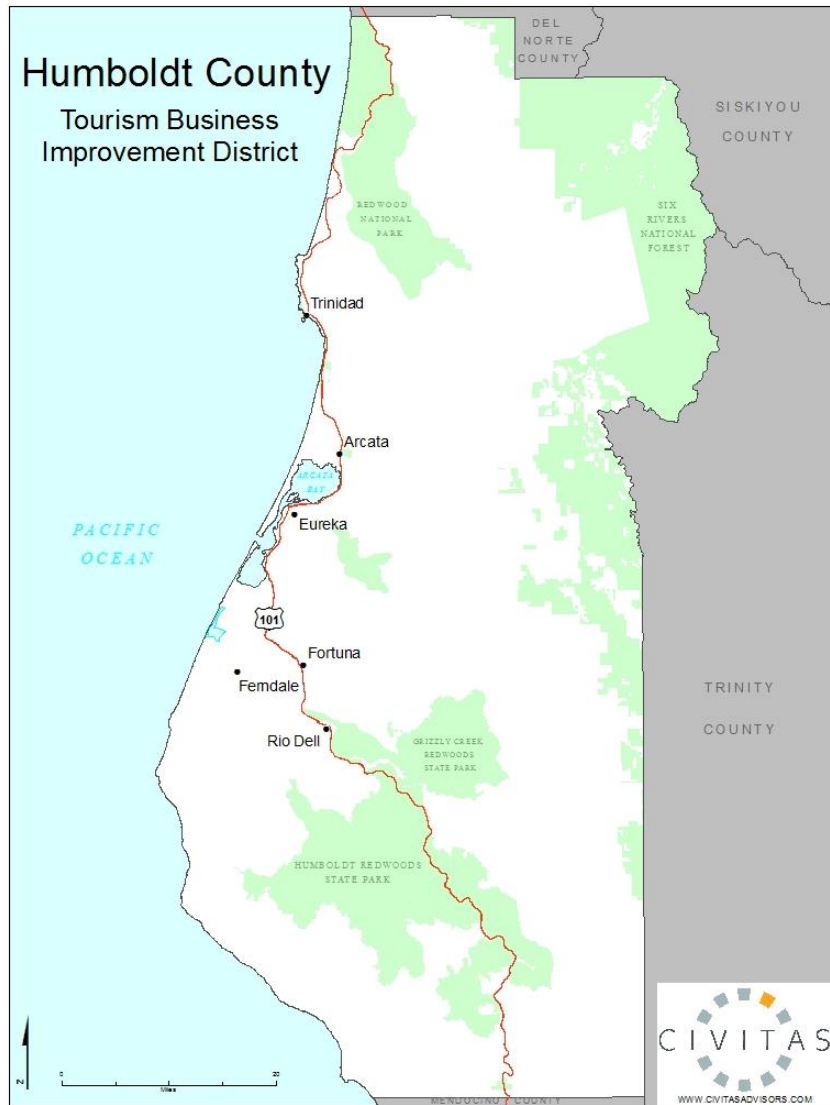 Humboldt County
Tourism Business
Improvement District
DEL
NORTE
COUNTY
SISKIYOU
COUNTY
REDWOOD
NATIONAL
PARK
SIX
RIVERS
NATIONAL
FOREST
Trinidad
Arcata
ARCATA
BAY
Eureka
PACIFIC
OCEAN
101
Fortuna
Ferndale
TRINITY
COUNTY
Rio Dell
GRIZZLY CREEK
REDWOODS
STATE PARK
HUMBOLDT REDWOODS
STATE PARK
CIVITAS
WWW.CIVITASADVISORS.COM
N
0 20
Miles
MENDOCINO COUNTY